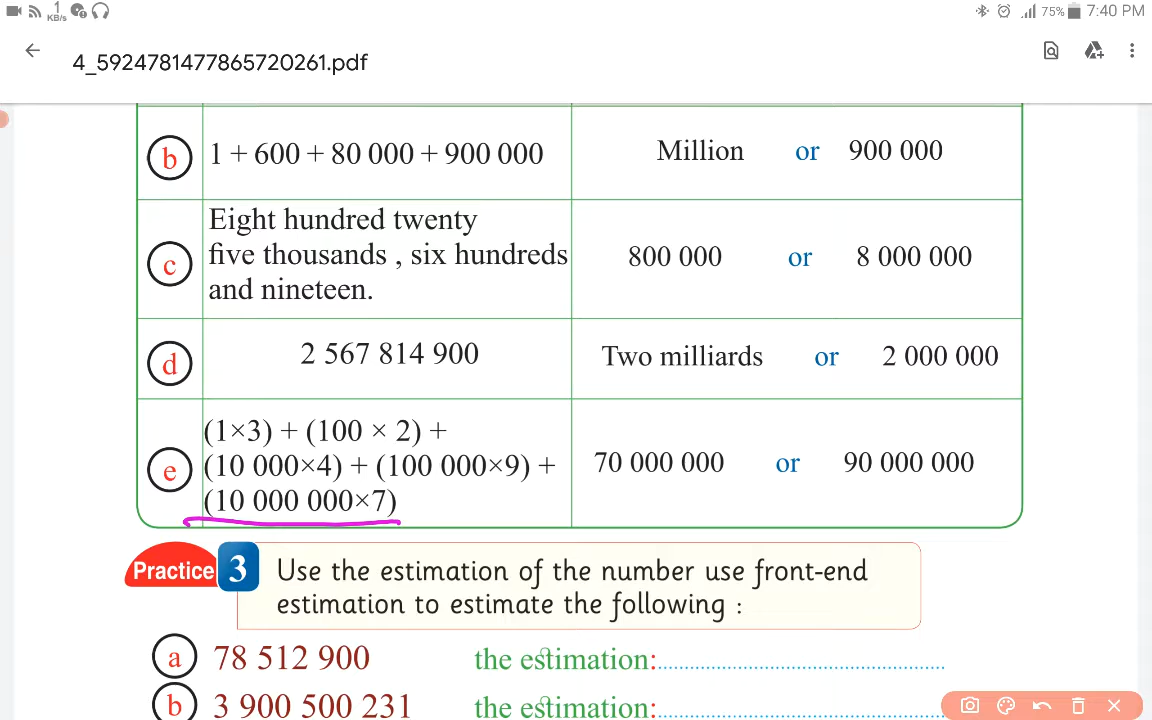 1
KB/s
75%
7:40 PM
4_5924781477865720261.pdf
b 1 + 600 + 80 000 + 900 000 Million or 900 000
Eight hundred twenty
c five thousands , six hundreds 800 000 or 8 000 000
and nineteen.
d 2 567 814 900 Two milliards or 2 000 000
(1×3) + (100 × 2) +
e (10 000×4) + (100 000×9) + 70 000 000 or 90 000 000
(10 000 000×7)
Practice 3 Use the estimation of the number use front-end
estimation to estimate the following :
a 78 512 900 the estimation:........................................
b 3 900 500 231 the estimation:........................................